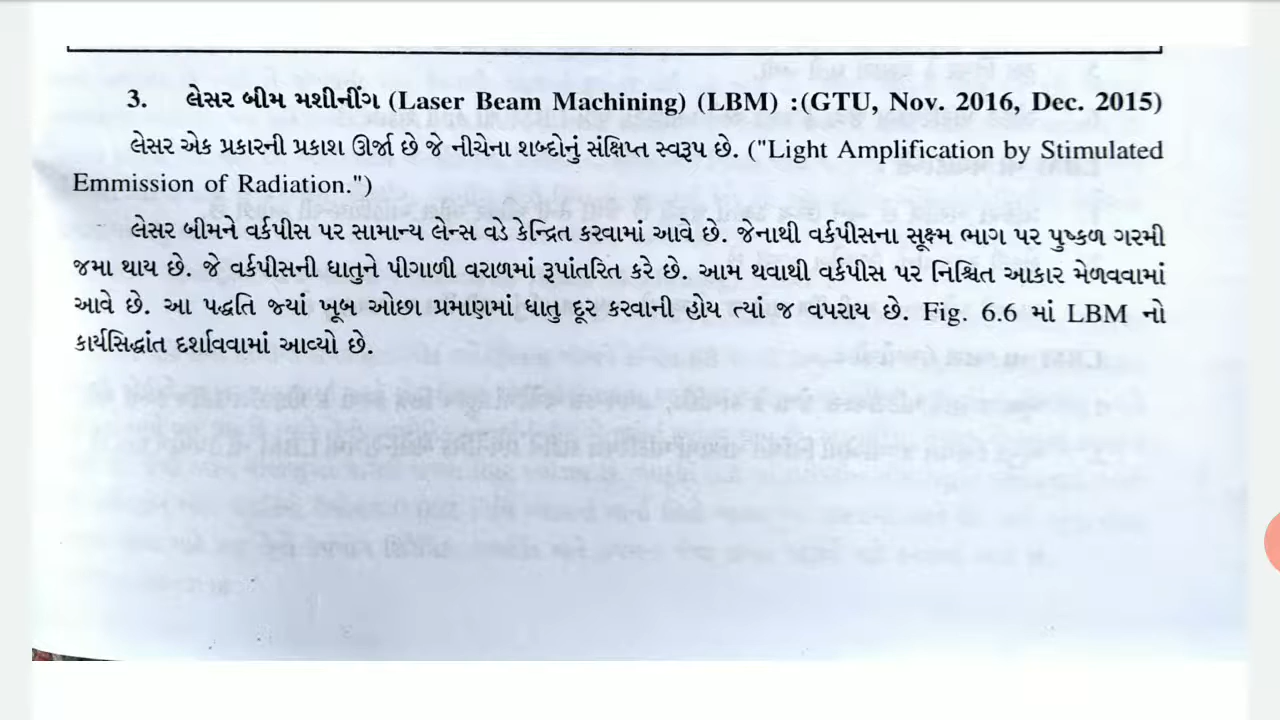 3. લેસર બીમ મશીનીંગ (Laser Beam Machining) (LBM) :(GTU, Nov. 2016, Dec. 2015)
લેસર એક પ્રકારની પ્રકાશ ઊર્જા છે જે નીચેના શબ્દોનું સંક્ષિપ્ત સ્વરૂપ છે. ("Light Amplification by Stimulated
Emmission of Radiation.")
લેસર બીમને વર્કપીસ પર સામાન્ય લેન્સ વડે કેન્દ્રિત કરવામાં આવે છે. જેનાથી વર્કપીસના સૂક્ષ્મ ભાગ પર પુષ્કળ ગરમી
જમા થાય છે. જે વર્કપીસની ધાતુને પીગાળી વરાળમાં રૂપાંતરિત કરે છે. આમ થવાથી વર્કપીસ પર નિશ્ચિત આકાર મેળવવામાં
આવે છે. આ પદ્ધતિ જ્યાં ખૂબ ઓછા પ્રમાણમાં ધાતુ દૂર કરવાની હોય ત્યાં જ વપરાય છે. Fig. 6.6 માં LBM નો
કાર્યસિદ્ધાંત દર્શાવવામાં આવ્યો છે.